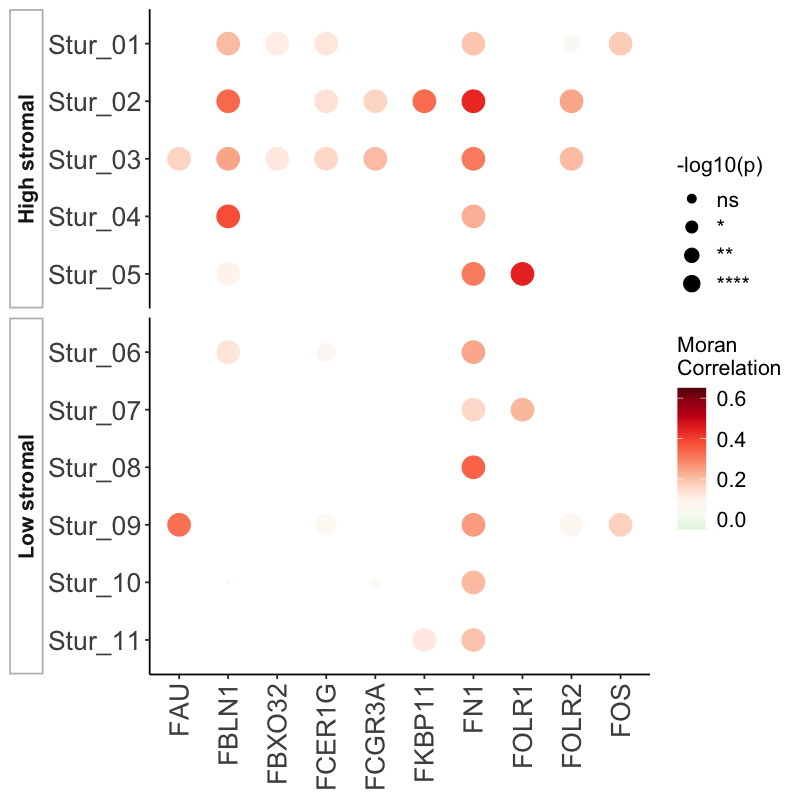 High stromal
Stur_01
Stur_02
Stur_03
Stur_04
Stur_05
Low stromal
Stur_06
Stur_07
Stur_08
Stur_09
Stur_10
Stur_11
FAU
FBLN1
FBXO32
FCER1G
FCGR3A
FKBP11
FN1
FOLR1
FOLR2
FOS
-log10(p)
ns
*
**
****
Moran
Correlation
0.6
0.4
0.2
0.0